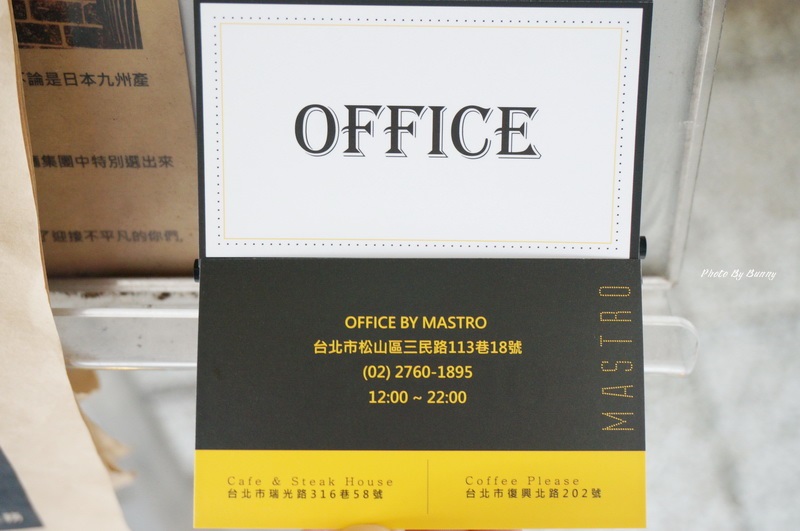 論是日本九州產
集團中特別選出來
了迎接不平凡的你們.
OFFICE
Photo By Bunny
OFFICE BY MASTRO
台北市松山區三民路113巷18號
(02) 2760-1895
12:00 ~ 22:00
MASTRO
Cafe & Steak House
台北市瑞光路316巷58號
Coffee Please
台北市復興北路202號